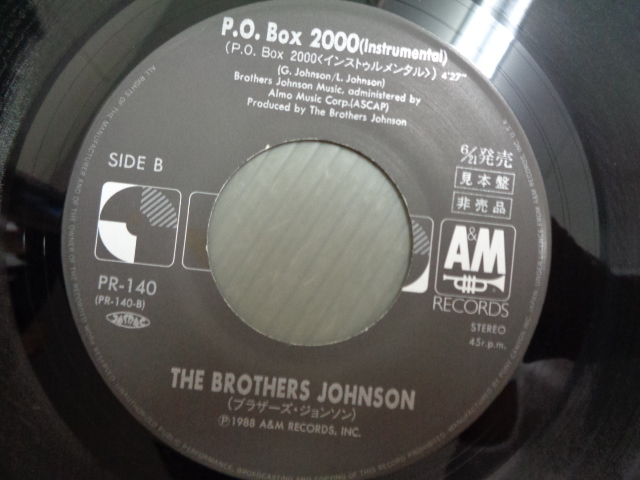 P.O. Box 2000(Instrumental)
(P.O. Box 2000<インストゥルメンタル>) 4'27"
(G. Johnson/L. Johnson)
Brothers Johnson Music, administered by
Almo Music Corp.(ASCAP)
Produced by The Brothers Johnson
SIDE B
6/21発売
見本盤
非売品
PR-140
(PR-140-B)
A&M
RECORDS
STEREO
45r.p.m.
THE BROTHERS JOHNSON
(ブラザーズ・ジョンソン)
Ⓟ1988 A&M RECORDS, INC.